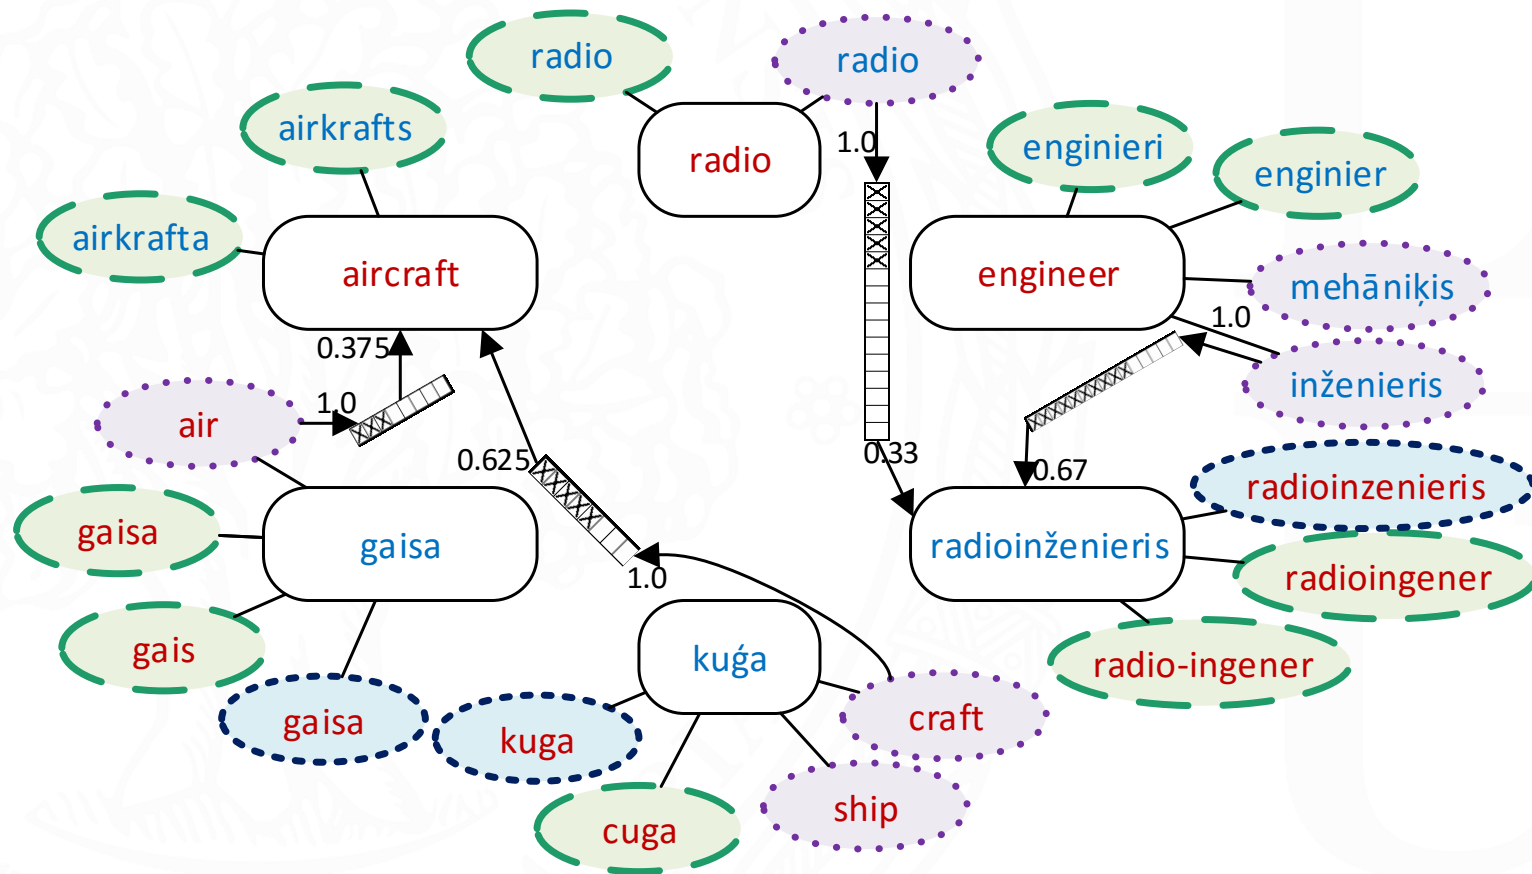 radio
radio
airkrafts
1.0
enginieri
radio
enginier
airkrafta
aircraft
engineer
mehāniķis
1.0
0.375
inženieris
1.0
air
0.625
0.33
0.67
radioinzenieris
gaisa
gaisa
radioinženieris
1.0
radioingener
gais
kuģa
radio-ingener
gaisa
kuga
craft
ship
cuga